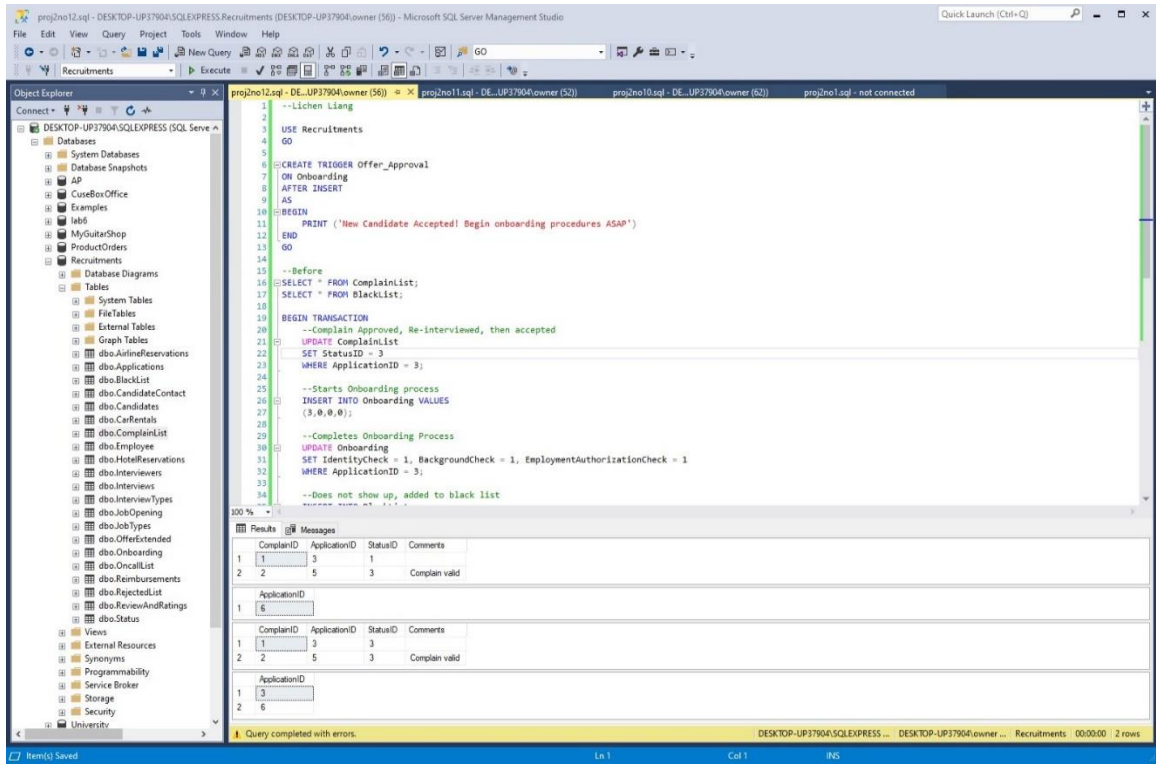 proj2no12.sql - DESKTOP-UP37904\SQLEXPRESS.Recruitments (DESKTOP-UP37904\owner (56)) - Microsoft SQL Server Management Studio
Quick Launch (Ctrl+Q)
File Edit View Query Project Tools Window Help
New Query
GO
Recruitments
Execute
Object Explorer
Connect
DESKTOP-UP37904\SQLEXPRESS (SQL Serve
Databases
System Databases
Database Snapshots
AP
CuseBoxOffice
Examples
lab6
MyGuitarShop
ProductOrders
Recruitments
Database Diagrams
Tables
System Tables
FileTables
External Tables
Graph Tables
dbo.AirlineReservations
dbo.Applications
dbo.BlackList
dbo.CandidateContact
dbo.Candidates
dbo.CarRentals
dbo.ComplainList
dbo.Employee
dbo.HotelReservations
dbo.Interviewers
dbo.Interviews
dbo.InterviewTypes
dbo.JobOpening
dbo.JobTypes
dbo.OfferExtended
dbo.Onboarding
dbo.OncallList
dbo.Reimbursements
dbo.RejectedList
dbo.ReviewAndRatings
dbo.Status
Views
External Resources
Synonyms
Programmability
Service Broker
Storage
Security
University
proj2no12.sql - DE...UP37904\owner (56)) proj2no11.sql - DE...UP37904\owner (52)) proj2no10.sql - DE...UP37904\owner (62)) proj2no1.sql - not connected
1 --Lichen Liang
2
3 USE Recruitments
4 GO
5
6 CREATE TRIGGER Offer_Approval
7 ON Onboarding
8 AFTER INSERT
9 AS
10 BEGIN
11 PRINT ('New Candidate Accepted! Begin onboarding procedures ASAP')
12 END
13 GO
14
15 --Before
16 SELECT * FROM ComplainList;
17 SELECT * FROM BlackList;
18
19 BEGIN TRANSACTION
20 --Complain Approved, Re-interviewed, then accepted
21 UPDATE ComplainList
22 SET StatusID = 3
23 WHERE ApplicationID = 3;
24
25 --Starts Onboarding process
26 INSERT INTO Onboarding VALUES
27 (3,0,0,0);
28
29 --Completes Onboarding Process
30 UPDATE Onboarding
31 SET IdentityCheck = 1, BackgroundCheck = 1, EmploymentAuthorizationCheck = 1
32 WHERE ApplicationID = 3;
33
34 --Does not show up, added to black list
100 %
Results Messages
ComplainID ApplicationID StatusID Comments
1 1 3 1
2 2 5 3 Complain valid
ApplicationID
1 6
ComplainID ApplicationID StatusID Comments
1 1 3 3
2 2 5 3 Complain valid
ApplicationID
1 3
2 6
Query completed with errors. DESKTOP-UP37904\SQLEXPRESS ... DESKTOP-UP37904\owner ... Recruitments 00:00:00 2 rows
Item(s) Saved Ln 1 Col 1 INS